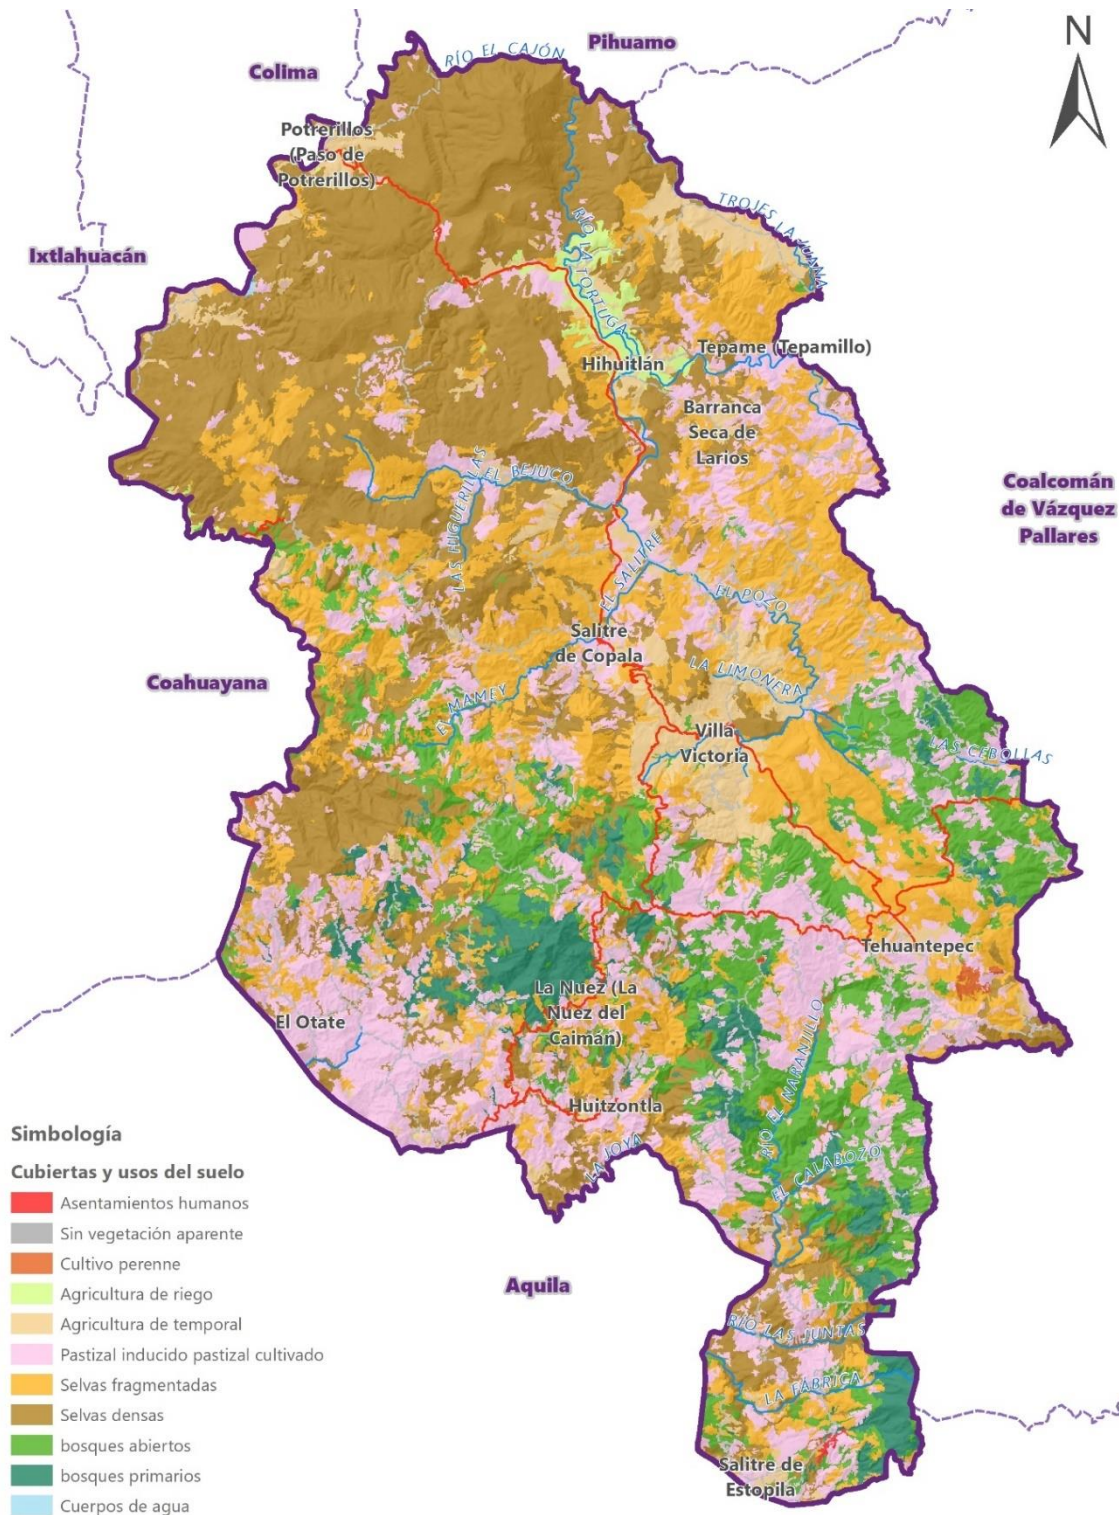 N
Pihuamo
RÍO EL CAJÓN
Colima
Potrerillos
(Paso de
Potrerillos)
TROJES LA JUANA
RÍO LA TORTUGA
Ixtlahuacán
Tepame (Tepamillo)
Hihuitlán
Barranca
Seca de
Larios
EL BEJUCO
LAS HIGUERILLAS
Coalcomán
de Vázquez
Pallares
EL SALITRE
EL POZO
Salitre
de Copala
LA LIMONERA
Coahuayana
EL MAMEY
Villa
Victoria
LAS CEBOLLAS
Tehuantepec
La Nuez (La
Nuez del
Caimán)
El Otate
RÍO EL NARANJILLO
Huitzontla
LA JOYA
EL CALABOZO
Aquila
RÍO LAS JUNTAS
LA FÁBRICA
Salitre de
Estopila
Simbología
Cubiertas y usos del suelo
Asentamientos humanos
Sin vegetación aparente
Cultivo perenne
Agricultura de riego
Agricultura de temporal
Pastizal inducido pastizal cultivado
Selvas fragmentadas
Selvas densas
bosques abiertos
bosques primarios
Cuerpos de agua